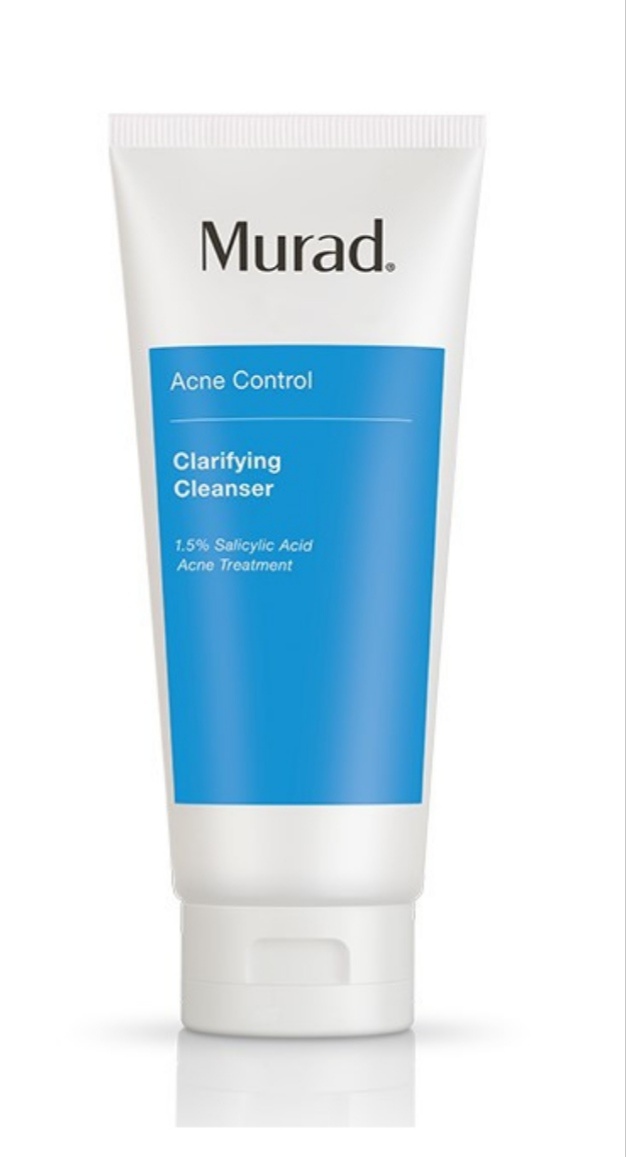 Murad®
Acne Control
Clarifying
Cleanser
1.5% Salicylic Acid
Acne Treatment